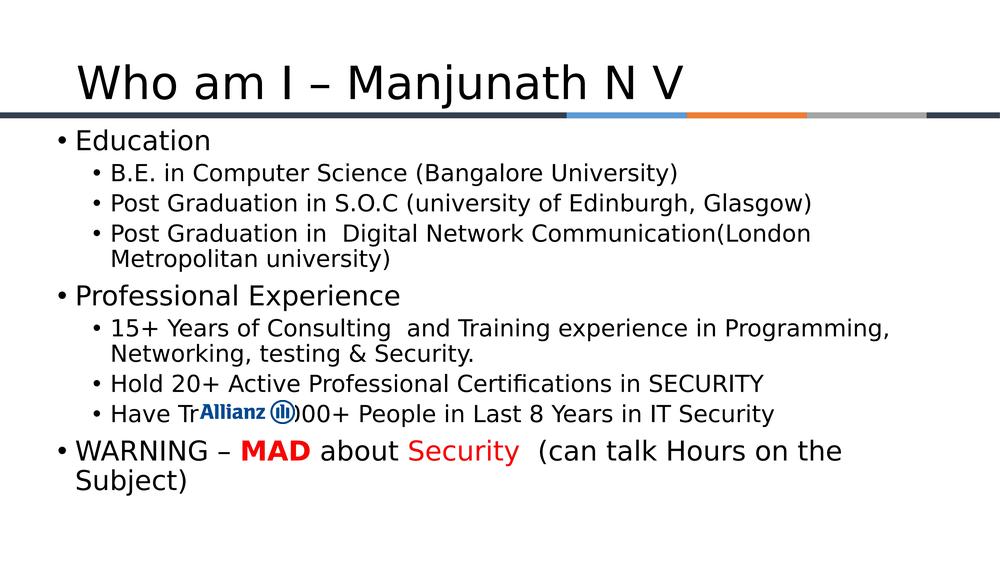 Who am I – Manjunath N V
• Education
• B.E. in Computer Science (Bangalore University)
• Post Graduation in S.O.C (university of Edinburgh, Glasgow)
• Post Graduation in  Digital Network Communication(London
Metropolitan university)
• Professional Experience
• 15+ Years of Consulting  and Training experience in Programming,
Networking, testing & Security.
• Hold 20+ Active Professional Certifications in SECURITY
• Have Allianz 000+ People in Last 8 Years in IT Security
• WARNING – MAD about Security  (can talk Hours on the
Subject)